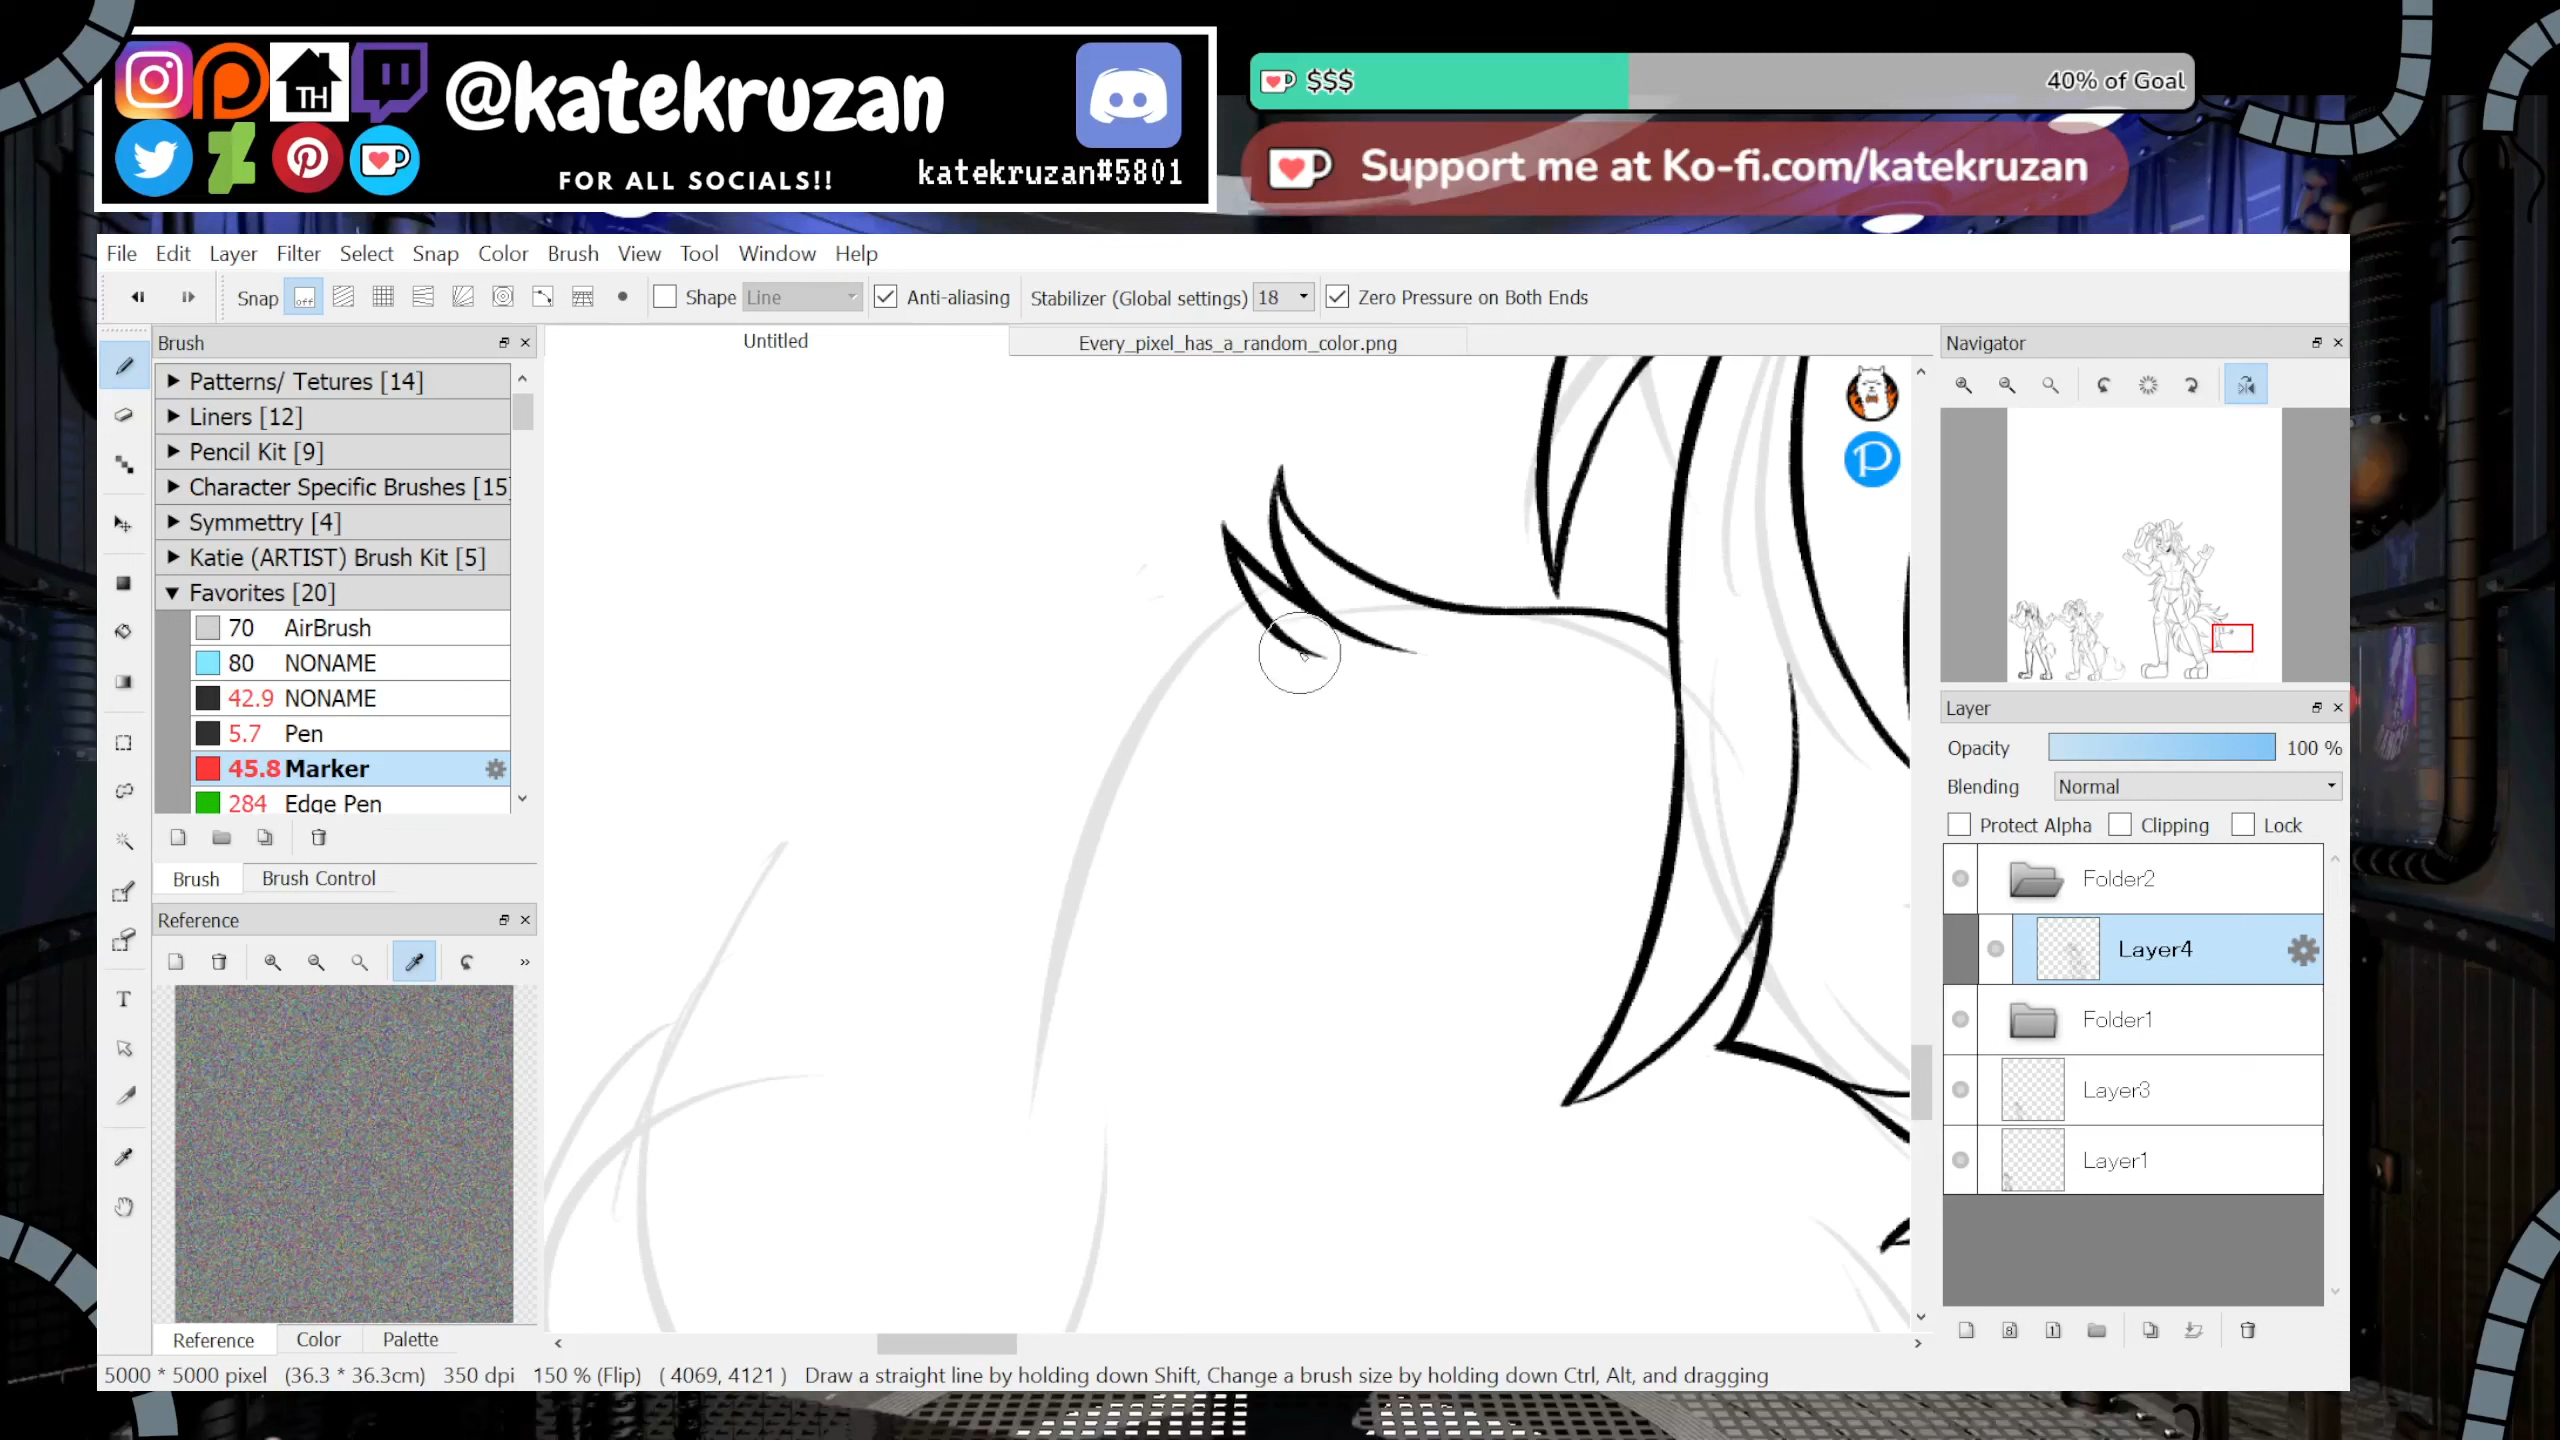 @katekruzan
FOR ALL SOCIALS!!
katekruzan#5801
TH
$$$
40% of Goal
Support me at Ko-fi.com/katekruzan
File Edit Layer Filter Select Snap Color Brush View Tool Window Help
Snap off Shape Line Anti-aliasing Stabilizer (Global settings) 18 Zero Pressure on Both Ends
Brush
Patterns/ Tetures [14]
Liners [12]
Pencil Kit [9]
Character Specific Brushes [15]
Symmettry [4]
Katie (ARTIST) Brush Kit [5]
Favorites [20]
70 AirBrush
80 NONAME
42.9 NONAME
5.7 Pen
45.8 Marker
284 Edge Pen
Brush Brush Control
Reference
Reference Color Palette
Untitled
Every_pixel_has_a_random_color.png
P
Navigator
Layer
Opacity 100 %
Blending Normal
Protect Alpha Clipping Lock
Folder2
Layer4
Folder1
Layer3
Layer1
8 1
T
5000 * 5000 pixel (36.3 * 36.3cm) 350 dpi 150 % (Flip) ( 4069, 4121 ) Draw a straight line by holding down Shift, Change a brush size by holding down Ctrl, Alt, and dragging